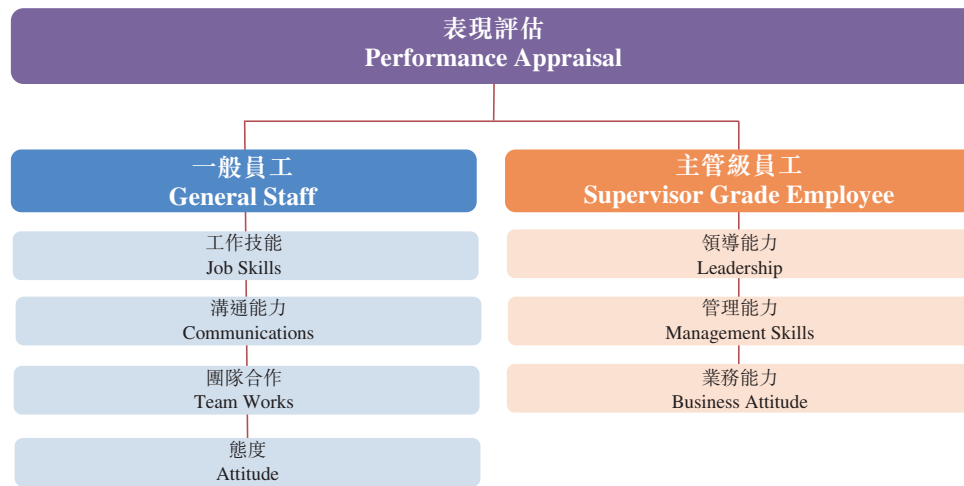 表現評估
Performance Appraisal
一般員工
General Staff
工作技能
Job Skills
溝通能力
Communications
團隊合作
Team Works
態度
Attitude
主管級員工
Supervisor Grade Employee
領導能力
Leadership
管理能力
Management Skills
業務能力
Business Attitude